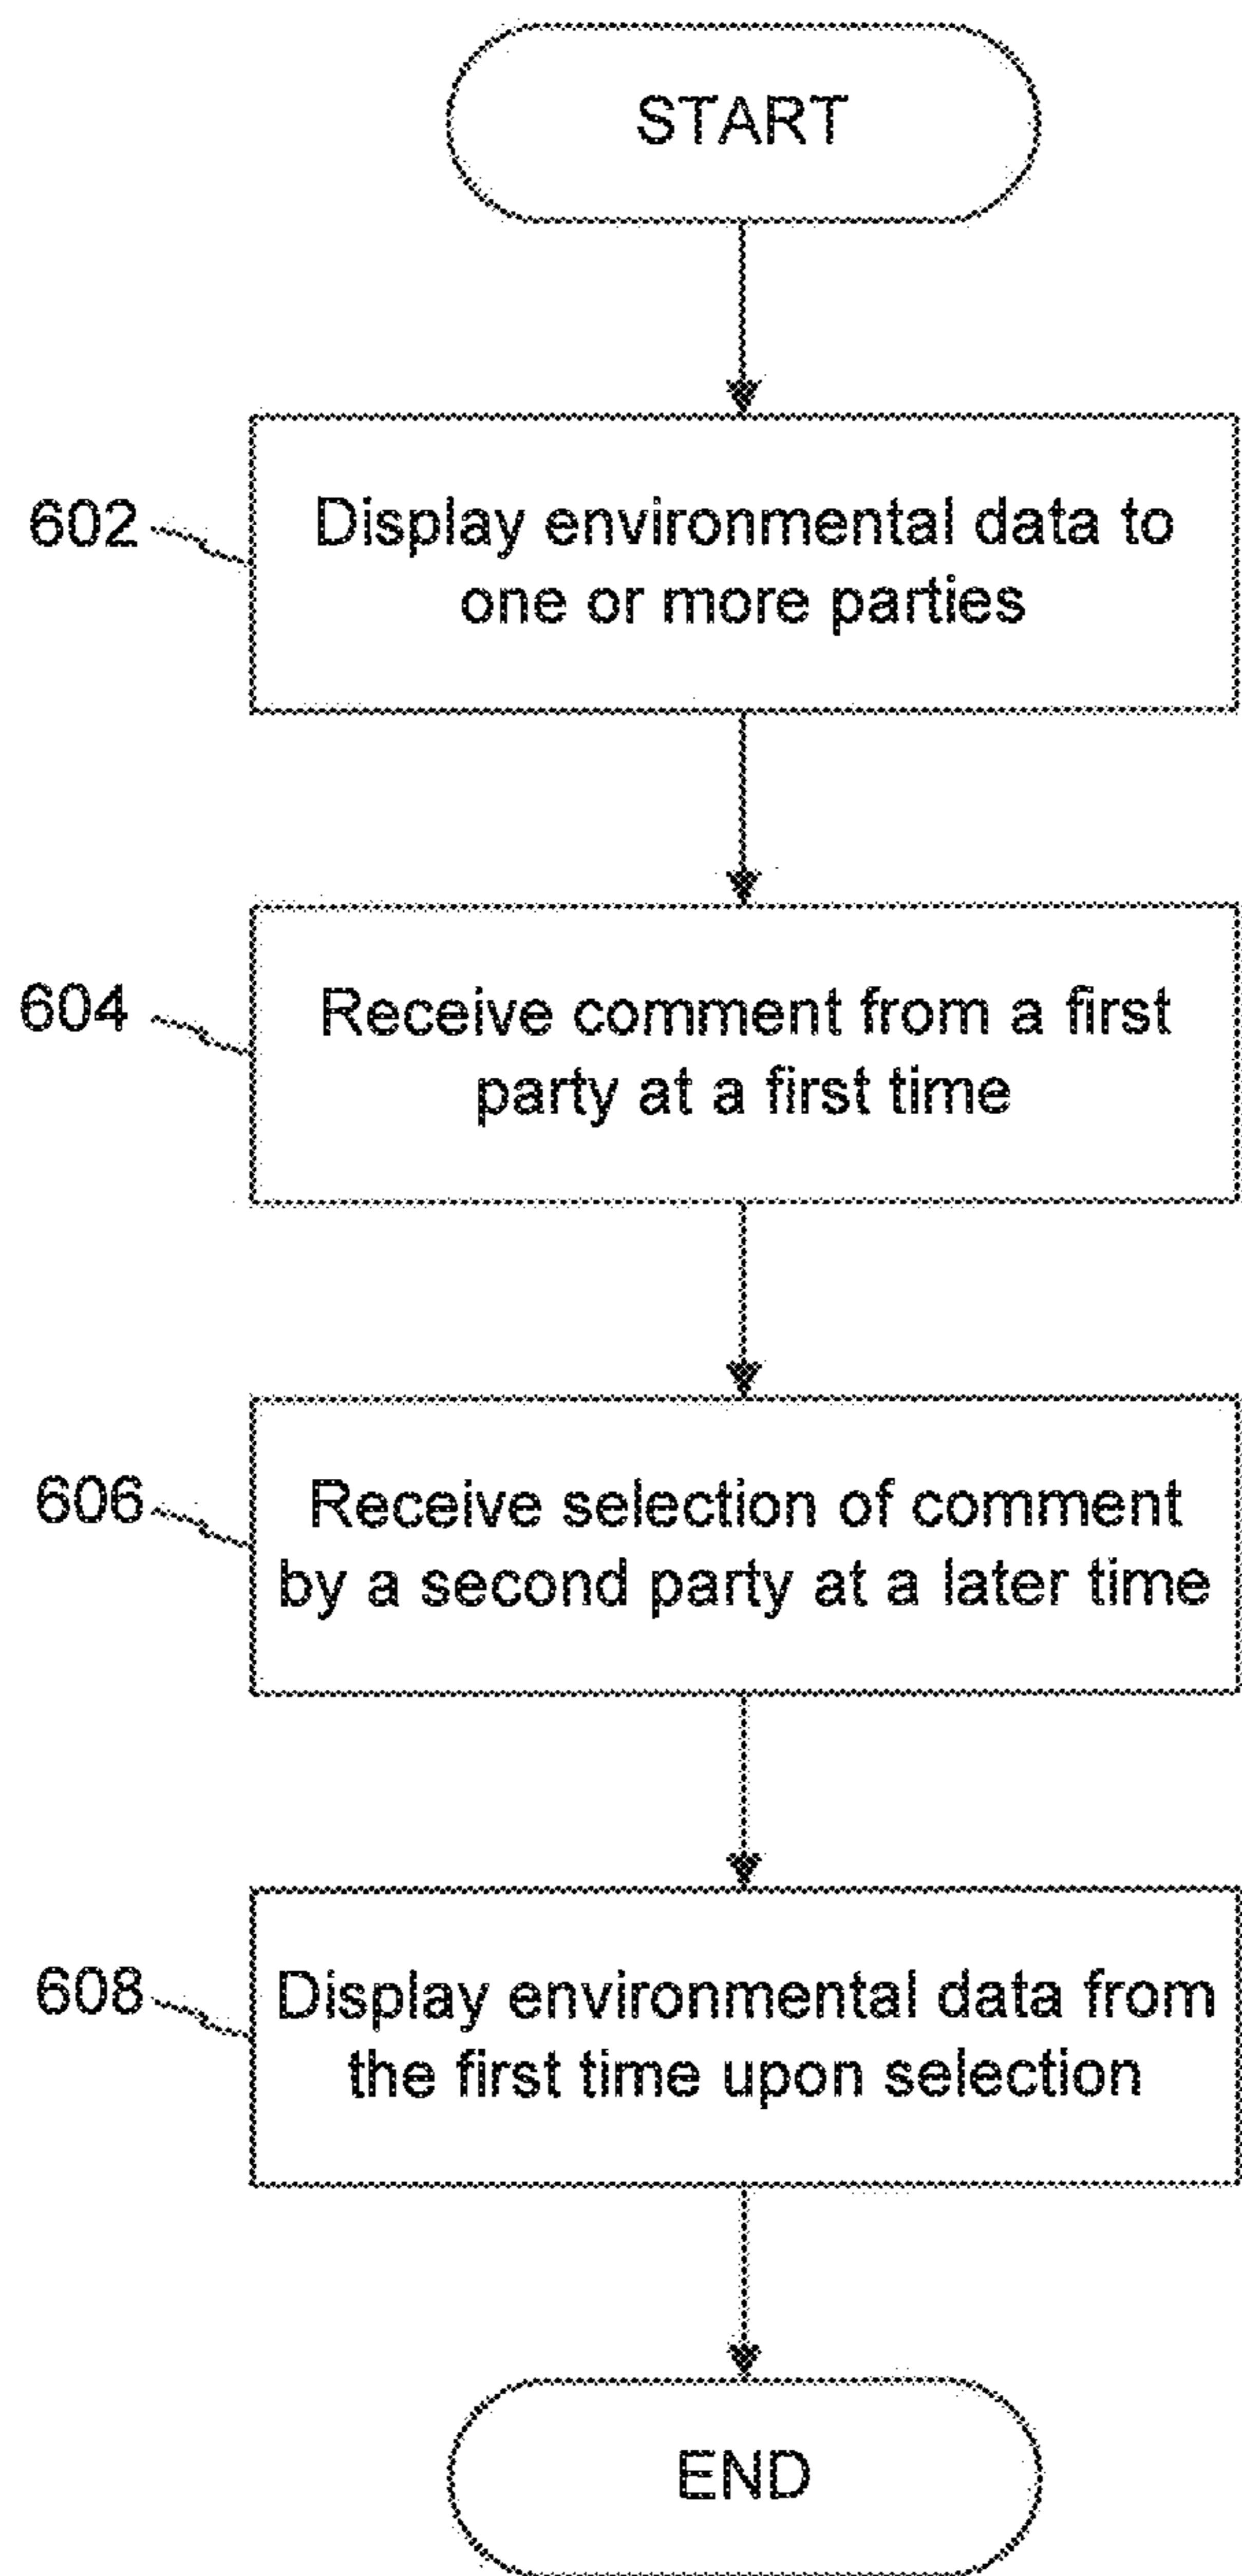 START
602
Display environmental data to
one or more parties
604
Receive comment from a first
party at a first time
606
Receive selection of comment
by a second party at a later time
608
Display environmental data from
the first time upon selection
END